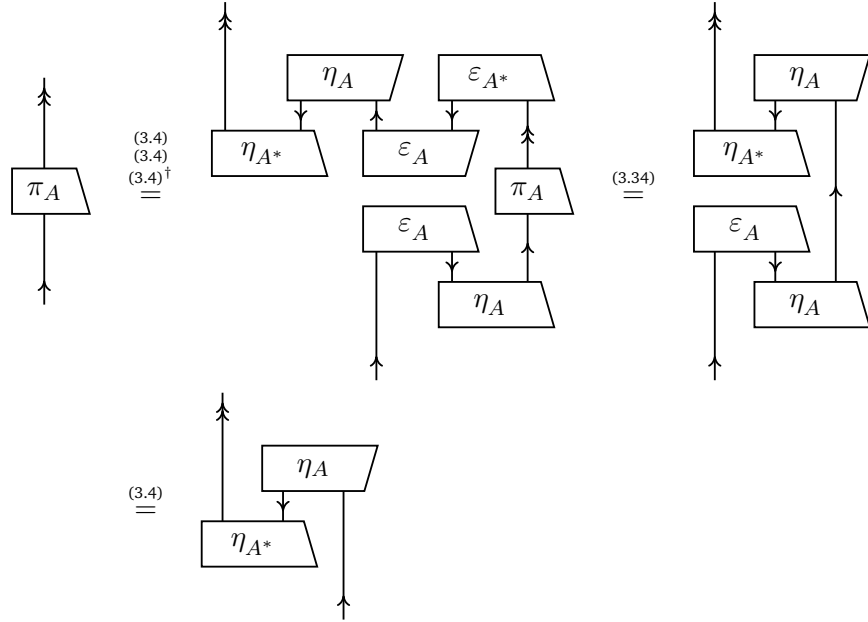 η_A ε_{A*} η_A
(3.4) η_{A*} ε_A η_{A*}
(3.4)
π_A (3.4)† = π_A (3.34) =
ε_A ε_A
η_A η_A
η_A
(3.4) =
η_{A*}